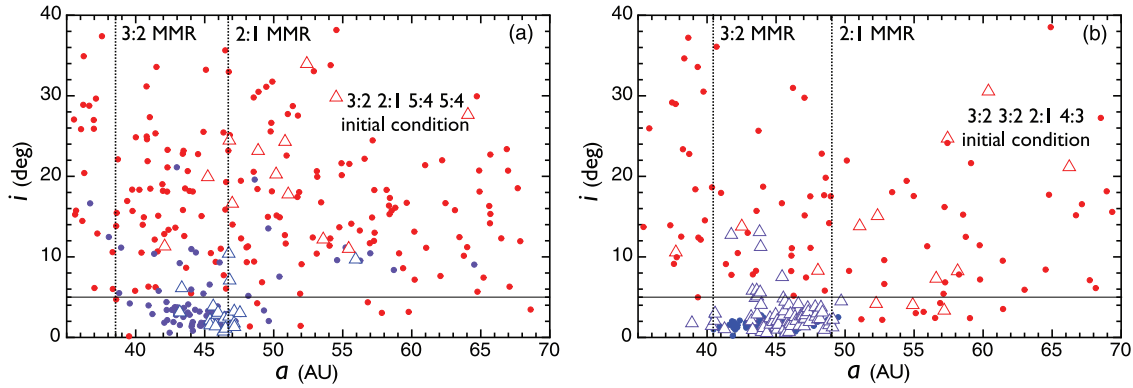 40
30
20
10
0
i (deg)
3:2 MMR
2:1 MMR
(a)
3:2 2:1 5:4 5:4
initial condition
40 45 50 55 60 65 70
a (AU)
40
30
20
10
0
i (deg)
3:2 MMR
2:1 MMR
(b)
3:2 3:2 2:1 4:3
initial condition
40 45 50 55 60 65 70
a (AU)